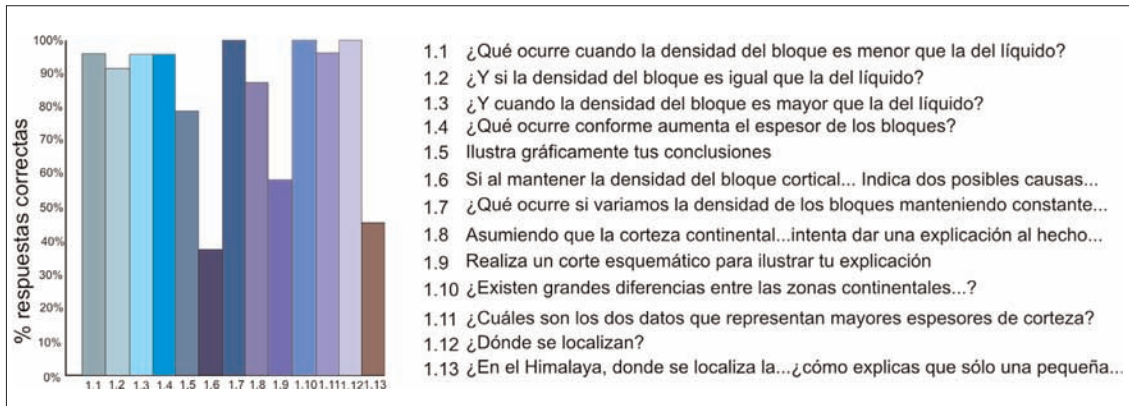 % respuestas correctas
100%
90%
80%
70%
60%
50%
40%
30%
20%
10%
0%
1.1 1.2 1.3 1.4 1.5 1.6 1.7 1.8 1.9 1.10 1.11 1.12 1.13
1.1 ¿Qué ocurre cuando la densidad del bloque es menor que la del líquido?
1.2 ¿Y si la densidad del bloque es igual que la del líquido?
1.3 ¿Y cuando la densidad del bloque es mayor que la del líquido?
1.4 ¿Qué ocurre conforme aumenta el espesor de los bloques?
1.5 Ilustra gráficamente tus conclusiones
1.6 Si al mantener la densidad del bloque cortical... Indica dos posibles causas...
1.7 ¿Qué ocurre si variamos la densidad de los bloques manteniendo constante...
1.8 Asumiendo que la corteza continental...intenta dar una explicación al hecho...
1.9 Realiza un corte esquemático para ilustrar tu explicación
1.10 ¿Existen grandes diferencias entre las zonas continentales...?
1.11 ¿Cuáles son los dos datos que representan mayores espesores de corteza?
1.12 ¿Dónde se localizan?
1.13 ¿En el Himalaya, donde se localiza la...¿cómo explicas que sólo una pequeña...